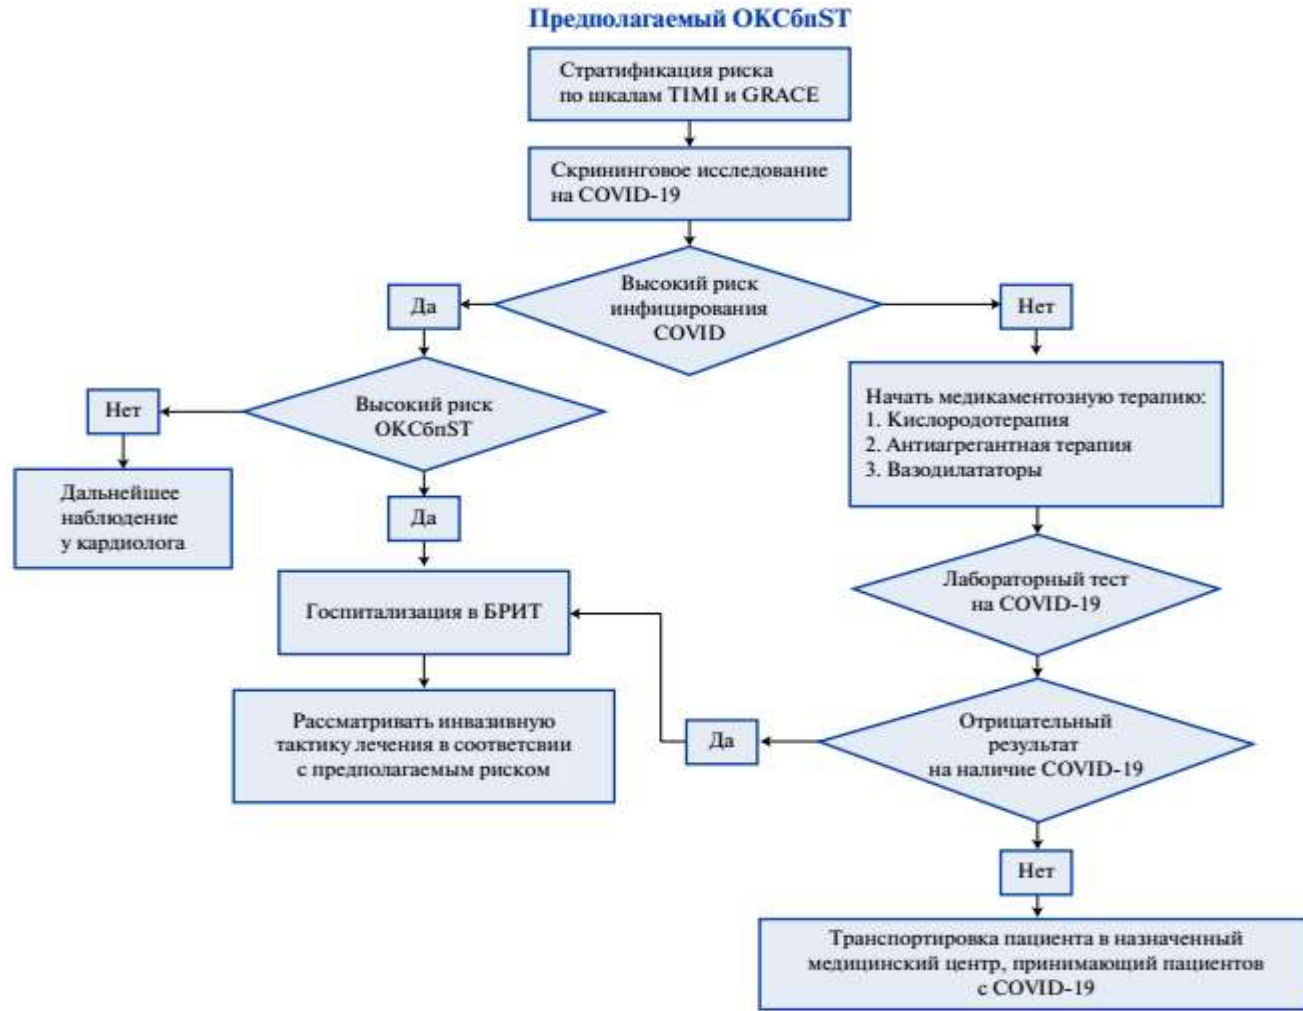 Предполагаемый ОКСбпST
Стратификация риска
по шкалам TIMI и GRACE
Скрининговое исследование
на COVID-19
Высокий риск
инфицирования
COVID
Да
Нет
Высокий риск
ОКСбпST
Нет
Дальнейшее
наблюдение
у кардиолога
Да
Госпитализация в БРИТ
Рассматривать инвазивную
тактику лечения в соответсвии
с предполагаемым риском
Начать медикаментозную терапию:
1. Кислородотерапия
2. Антиагрегантная терапия
3. Вазодилататоры
Лабораторный тест
на COVID-19
Отрицательный
результат
на наличие COVID-19
Да
Нет
Транспортировка пациента в назначенный
медицинский центр, принимающий пациентов
с COVID-19